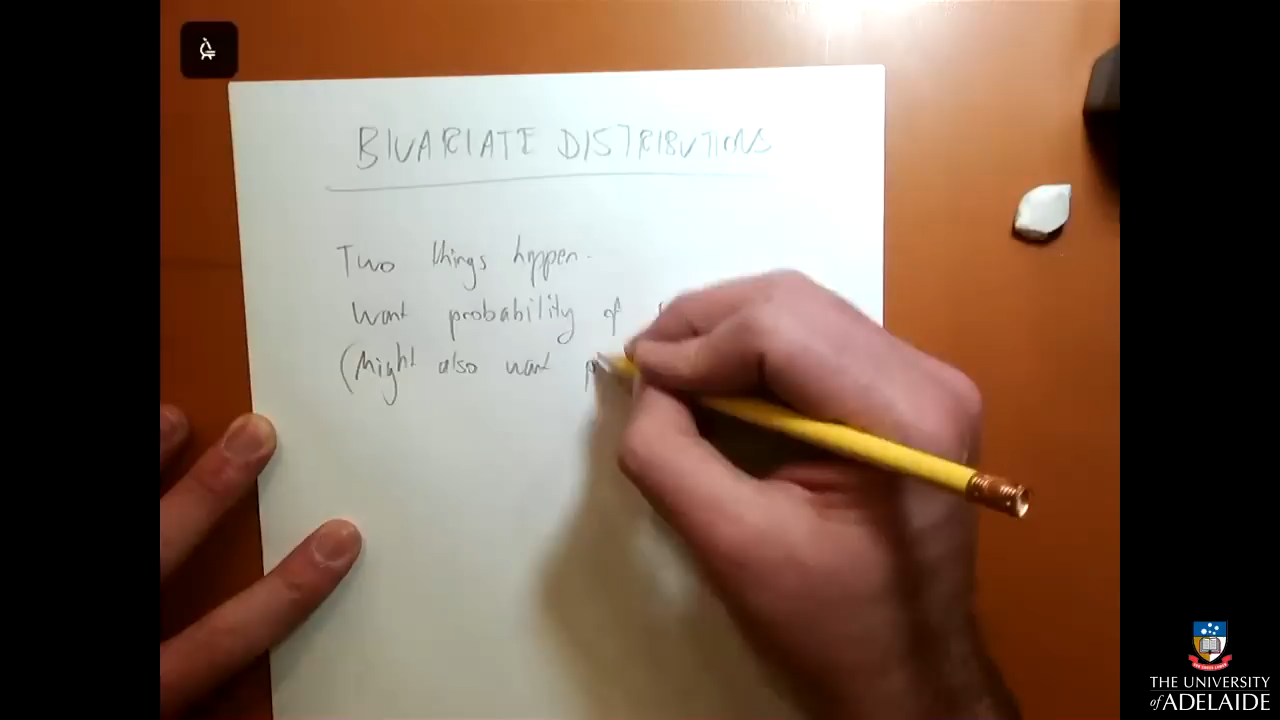 BIVARIATE DISTRIBUTIONS
Two things happen.
Want probability of
(Might also want
THE UNIVERSITY
of ADELAIDE